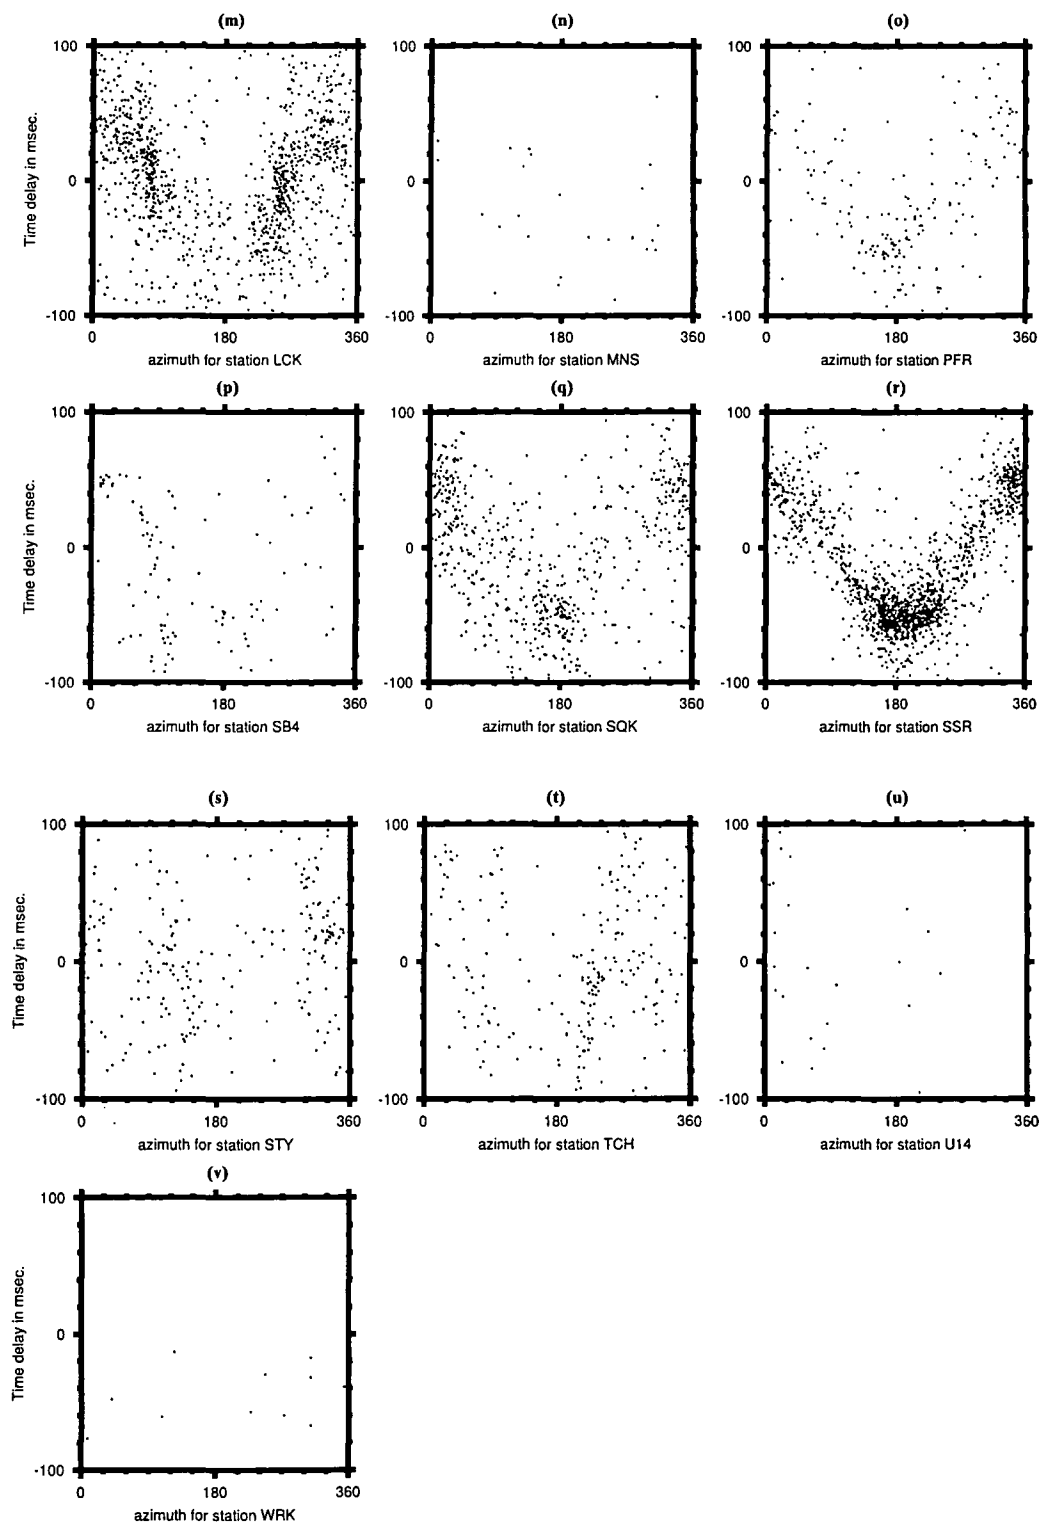 (m) (n) (o)
100 100 100
Time delay in msec.
0 0 0
-100 -100 -100
0 180 360 0 180 360 0 180 360
azimuth for station LCK azimuth for station MNS azimuth for station PFR
(p) (q) (r)
100 100 100
Time delay in msec.
0 0 0
-100 -100 -100
0 180 360 0 180 360 0 180 360
azimuth for station SB4 azimuth for station SQK azimuth for station SSR
(s) (t) (u)
100 100 100
Time delay in msec.
0 0 0
-100 -100 -100
0 180 360 0 180 360 0 180 360
azimuth for station STY azimuth for station TCH azimuth for station U14
(v)
100
Time delay in msec.
0
-100
0 180 360
azimuth for station WRK